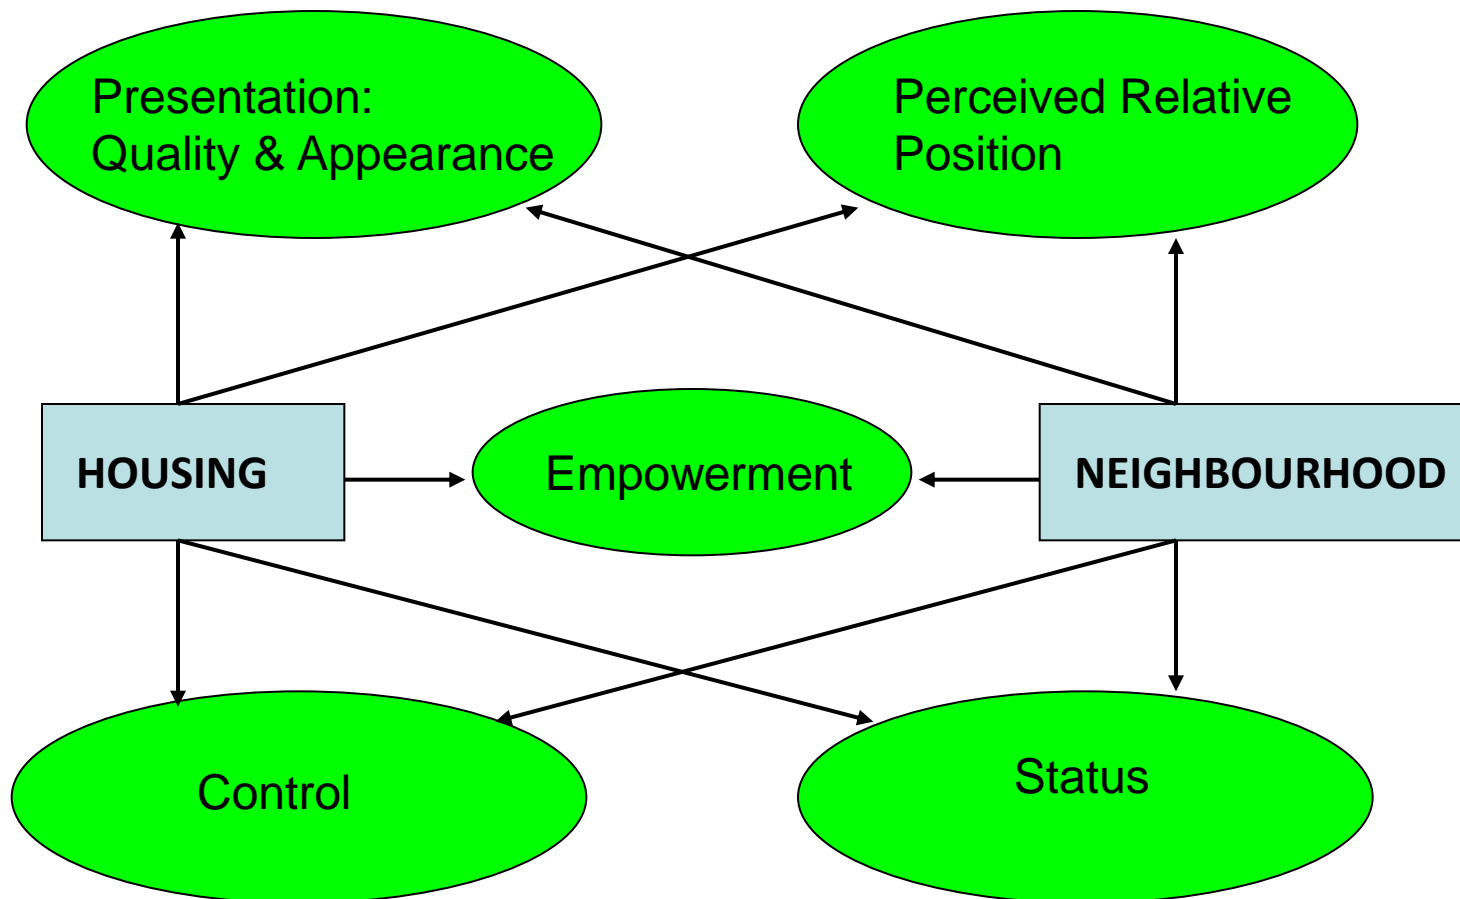 Presentation:
Quality & Appearance
Perceived Relative
Position
HOUSING
Empowerment
NEIGHBOURHOOD
Control
Status